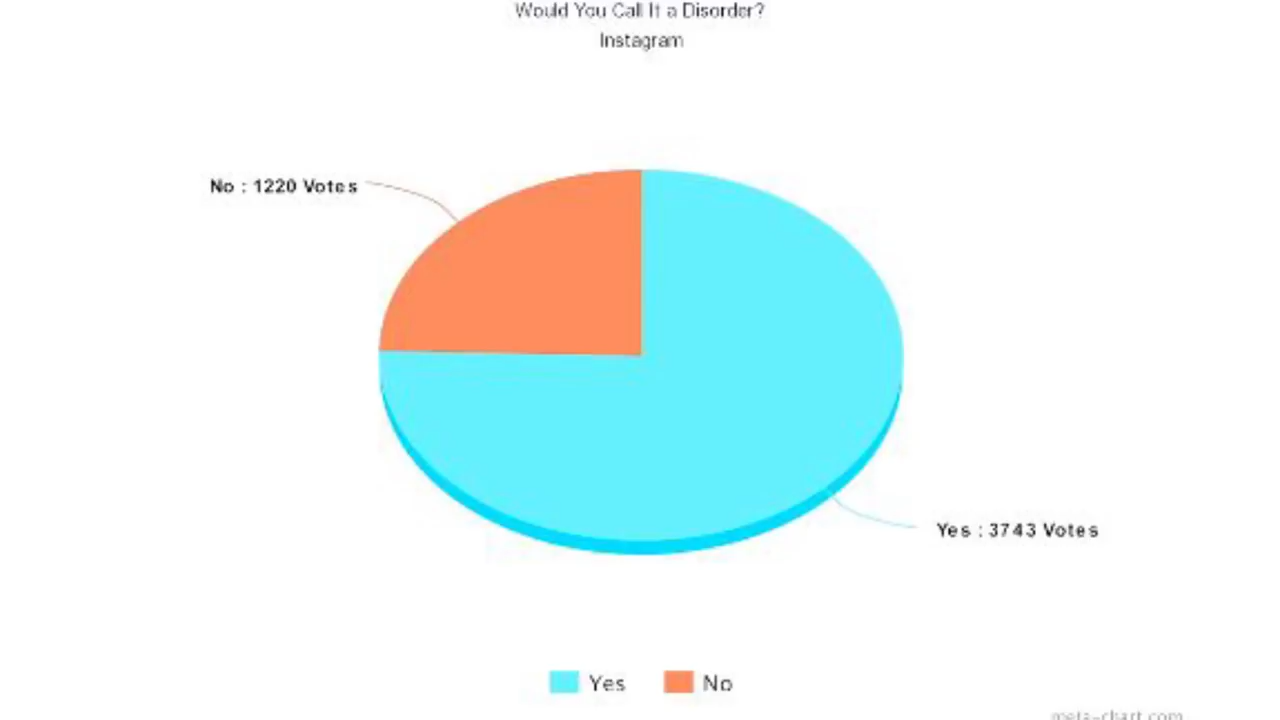 Would You Call It a Disorder?
Instagram
No : 1220 Votes
Yes : 3743 Votes
Yes
No
meta-chart.com